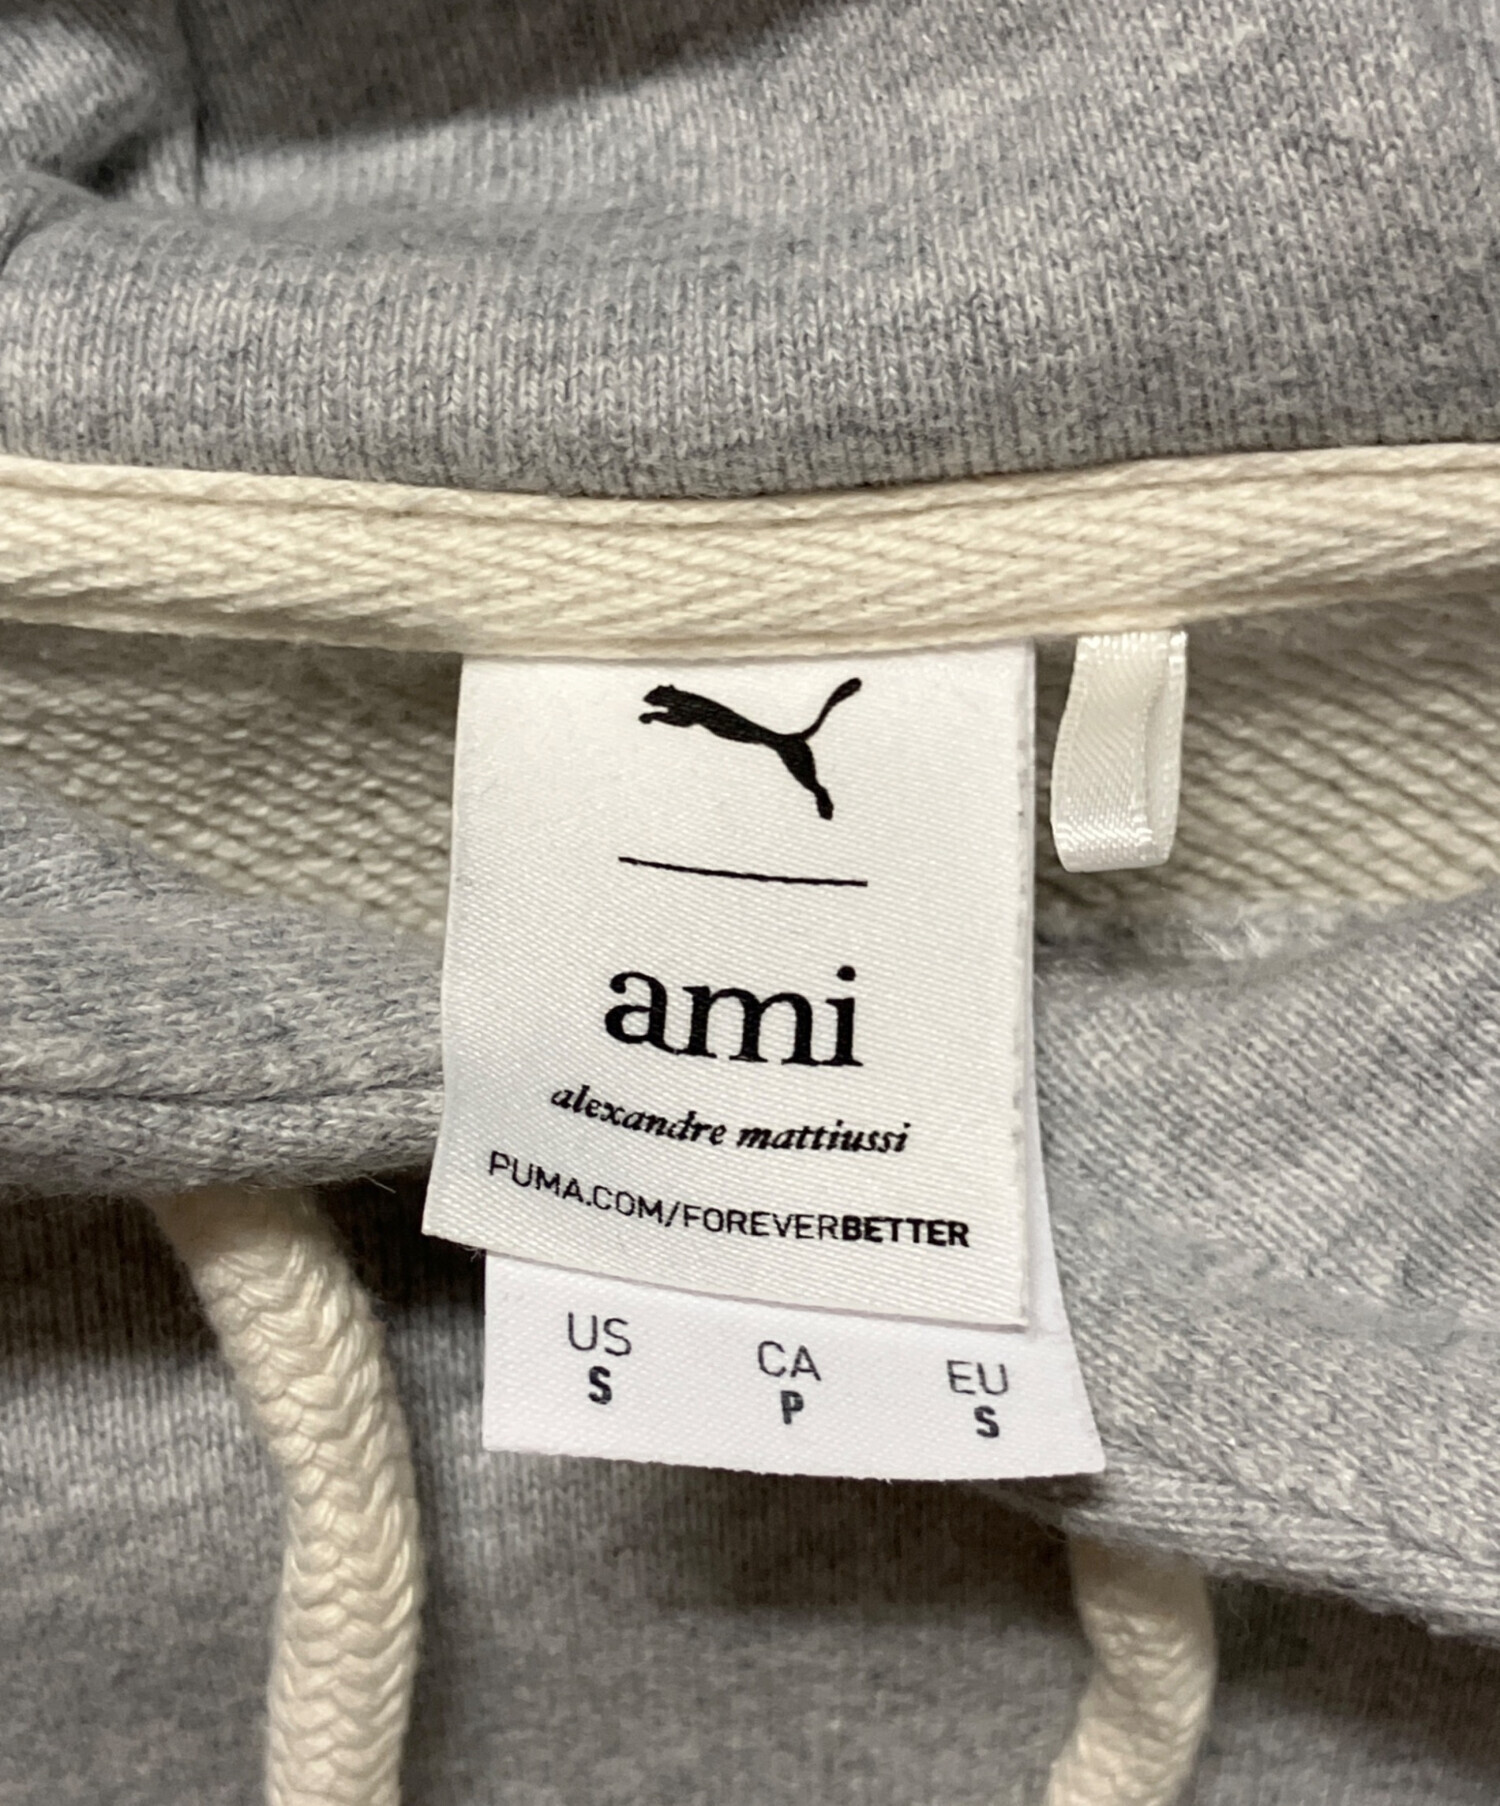 ami
alexandre mattiussi
PUMA.COM/FOREVERBETTER
US CA EU
S P S